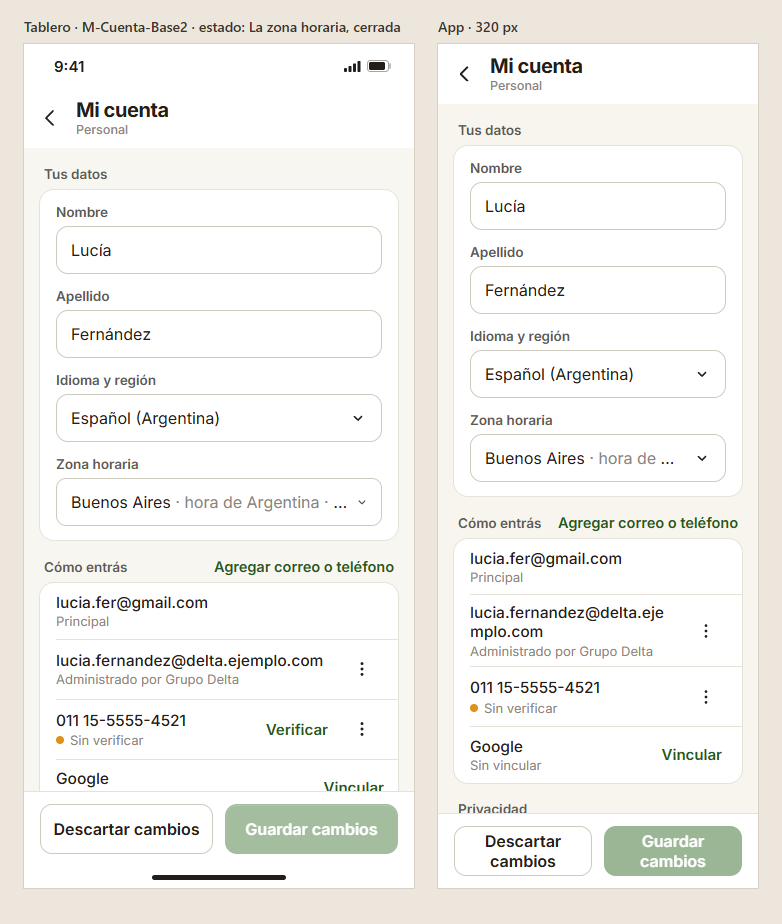 Tablero · M-Cuenta-Base2 · estado: La zona horaria, cerrada
9:41
Mi cuenta
Personal
Tus datos
Nombre
Lucía
Apellido
Fernández
Idioma y región
Español (Argentina)
Zona horaria
Buenos Aires · hora de Argentina · ...
Cómo entrás
Agregar correo o teléfono
lucia.fer@gmail.com
Principal
lucia.fernandez@delta.ejemplo.com
Administrado por Grupo Delta
011 15-5555-4521
Sin verificar
Verificar
Google
Vincular
Descartar cambios
Guardar cambios
App · 320 px
Mi cuenta
Personal
Tus datos
Nombre
Lucía
Apellido
Fernández
Idioma y región
Español (Argentina)
Zona horaria
Buenos Aires · hora de ...
Cómo entrás
Agregar correo o teléfono
lucia.fer@gmail.com
Principal
lucia.fernandez@delta.eje
mplo.com
Administrado por Grupo Delta
011 15-5555-4521
Sin verificar
Google
Sin vincular
Vincular
Privacidad
Descartar
cambios
Guardar
cambios